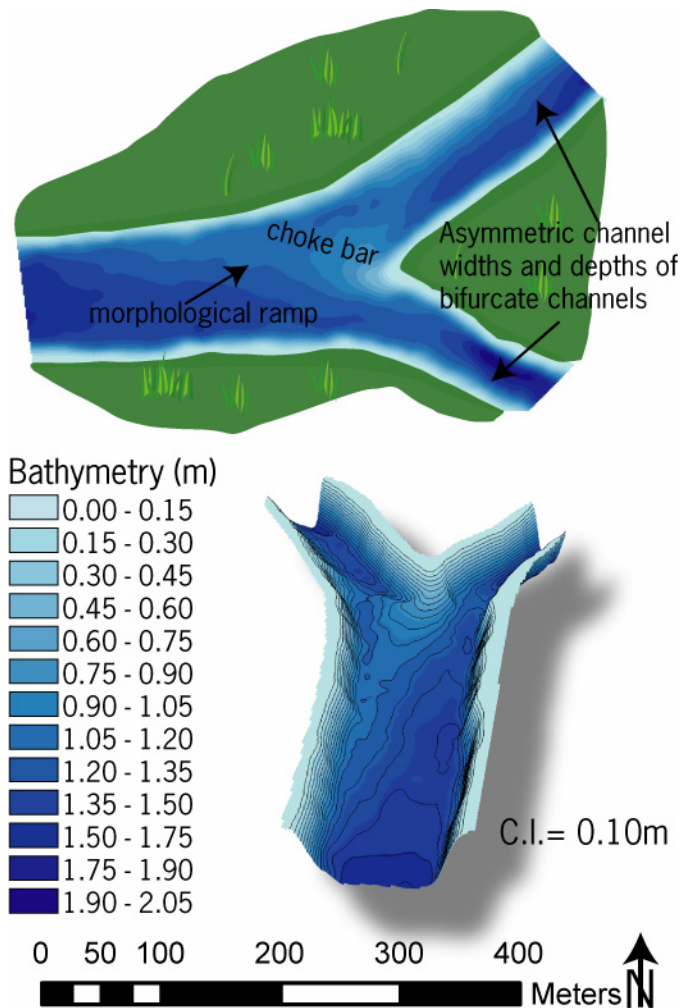 choke bar
morphological ramp
Asymmetric channel
widths and depths of
bifurcate channels
Bathymetry (m)
0.00 - 0.15
0.15 - 0.30
0.30 - 0.45
0.45 - 0.60
0.60 - 0.75
0.75 - 0.90
0.90 - 1.05
1.05 - 1.20
1.20 - 1.35
1.35 - 1.50
1.50 - 1.75
1.75 - 1.90
1.90 - 2.05
C.I.= 0.10m
0 50 100 200 300 400
Meters N